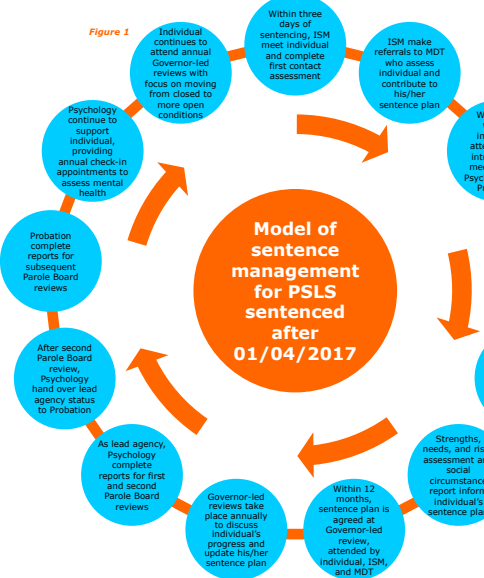 Figure 1
Within three
days of
sentencing, ISM
meet individual
and complete
first contact
assessment
ISM make
referrals to MDT
who assess
individual and
contribute to
his/her
sentence plan
Strengths,
needs, and
assessment
social
report
individual's
sentence
Within 12
months,
sentence plan is
agreed at
Governor-led
review,
attended by
individual, ISM,
and MDT
Governor-led
reviews take
place annually
to discuss
individual's
progress and
update his/her
sentence plan
As lead agency,
Psychology
complete
reports for first
and second
Parole Board
reviews
After second
Parole Board
review,
Psychology
hand over lead
agency status
to Probation
Probation
complete
reports for
subsequent
Parole Board
reviews
Psychology
continue to
support
individual,
providing
annual check-in
appointments to
assess mental
health
Individual
continues to
attend annual
Governor-led
reviews with
focus on moving
from closed to
more open
conditions
Model of
sentence
management
for PSLS
sentenced
after
01/04/2017